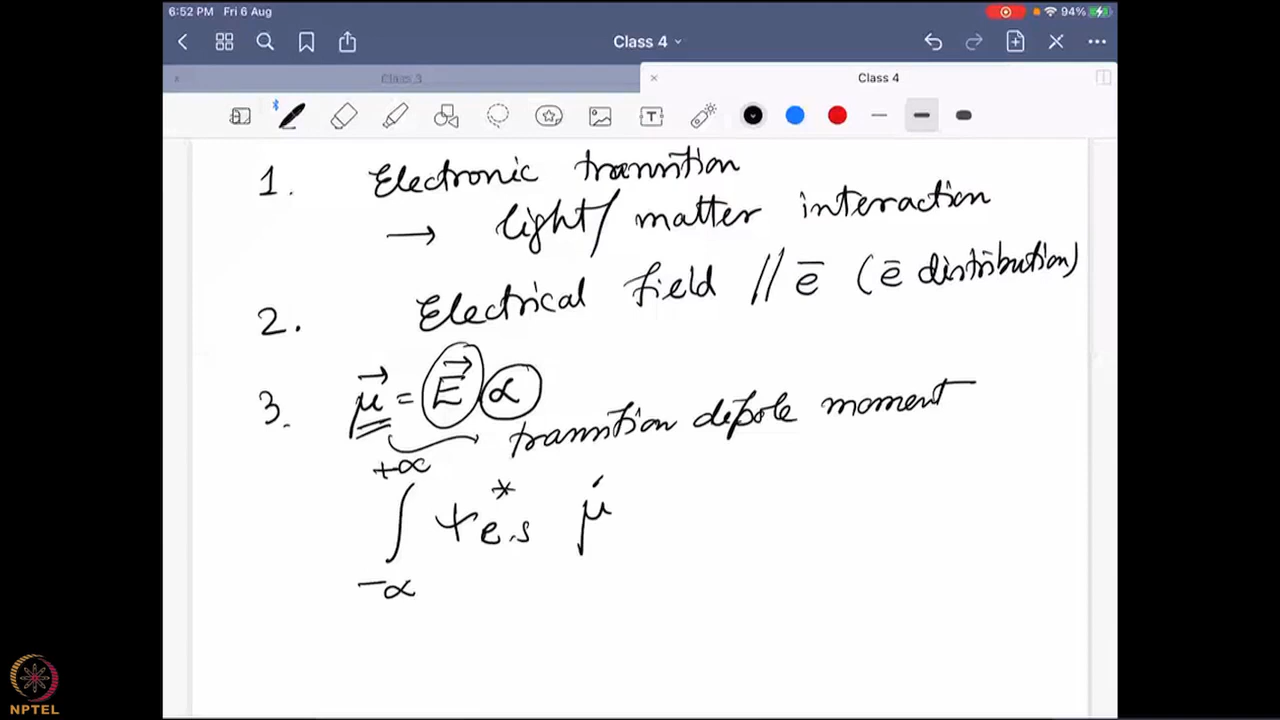 6:52 PM Fri 6 Aug
94%
Class 4
Class 3
Class 4
1. Electronic transition
→ light/matter interaction
2. Electrical field // e̅ (e̅ distribution)
3. μ⃗ = E⃗ α
transition depole moment
+∝
∫ ψ*e.s μ̂
-∝
NPTEL